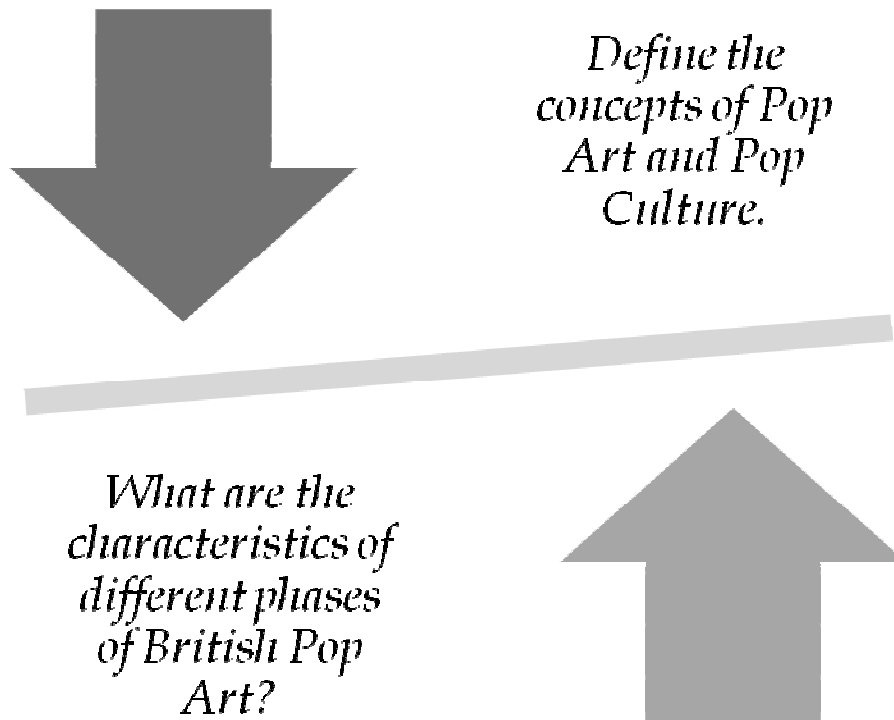 Define the
concepts of Pop
Art and Pop
Culture.
What are the
characteristics of
different phases
of British Pop
Art?